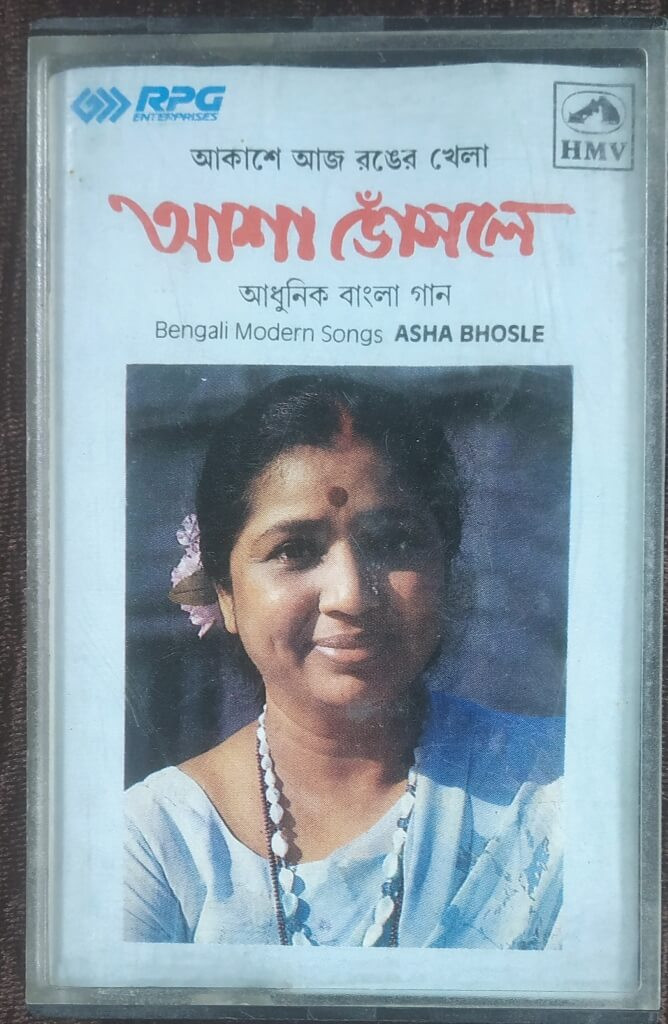 RPG
ENTERPRISES
HMV
আকাশে আজ রঙের খেলা
আশা ভোঁসলে
আধুনিক বাংলা গান
Bengali Modern Songs ASHA BHOSLE